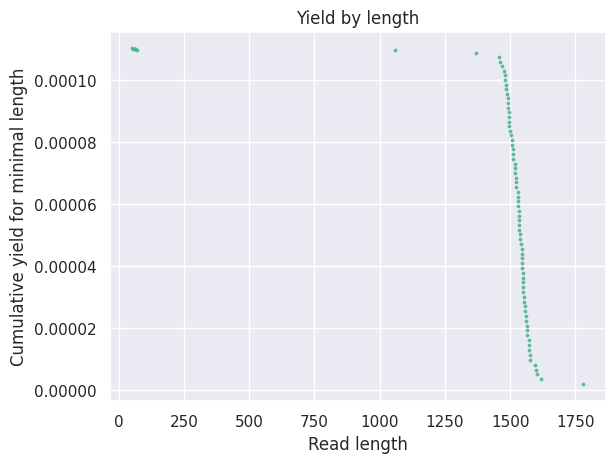 Yield by length
Cumulative yield for minimal length
0.00010
0.00008
0.00006
0.00004
0.00002
0.00000
0 250 500 750 1000 1250 1500 1750
Read length